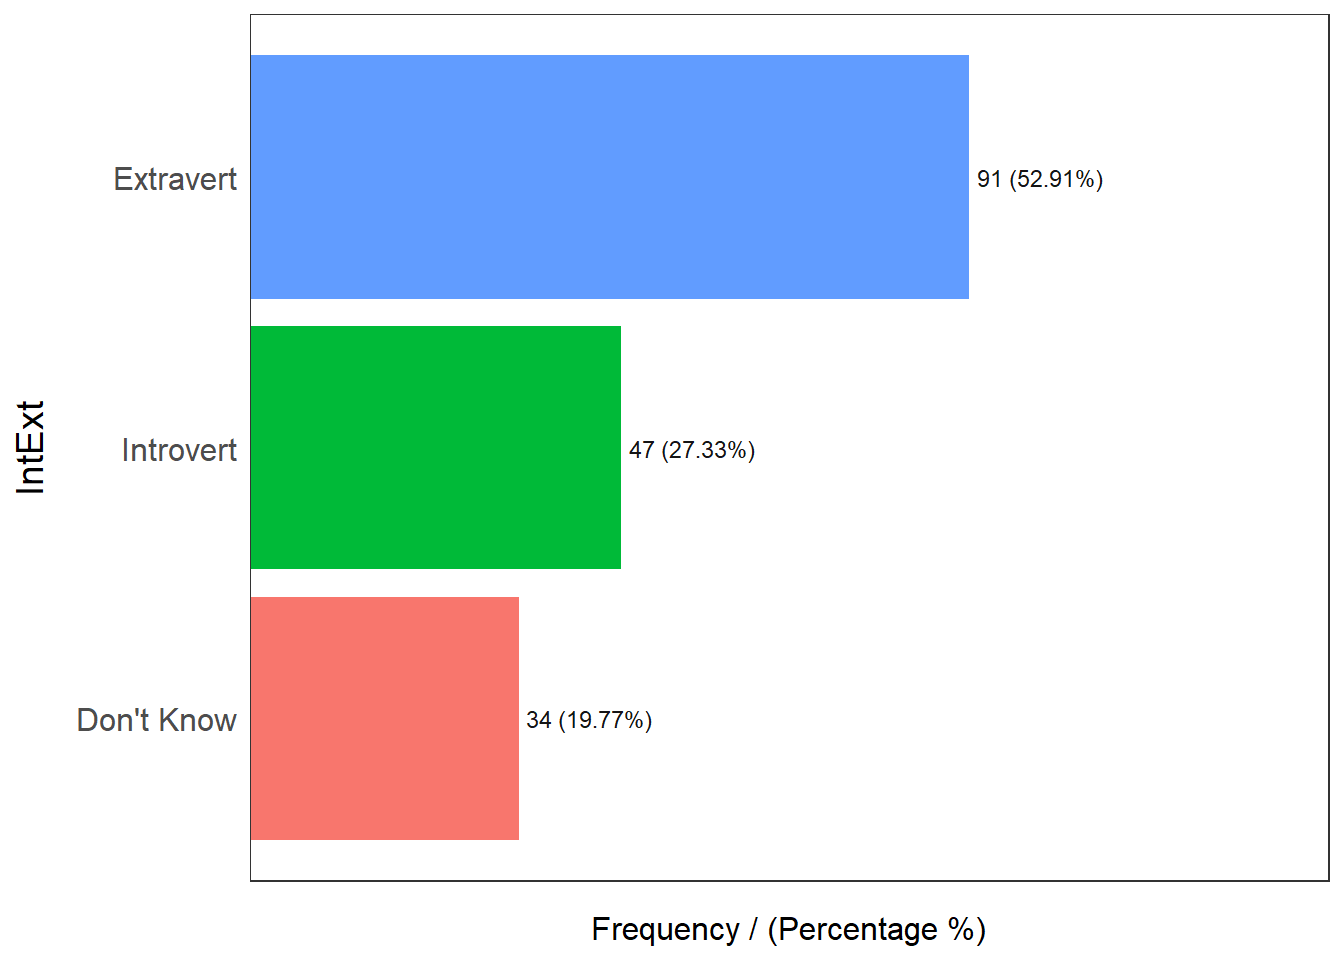 Extravert
91 (52.91%)
Introvert
47 (27.33%)
Don't Know
34 (19.77%)
IntExt
Frequency / (Percentage %)